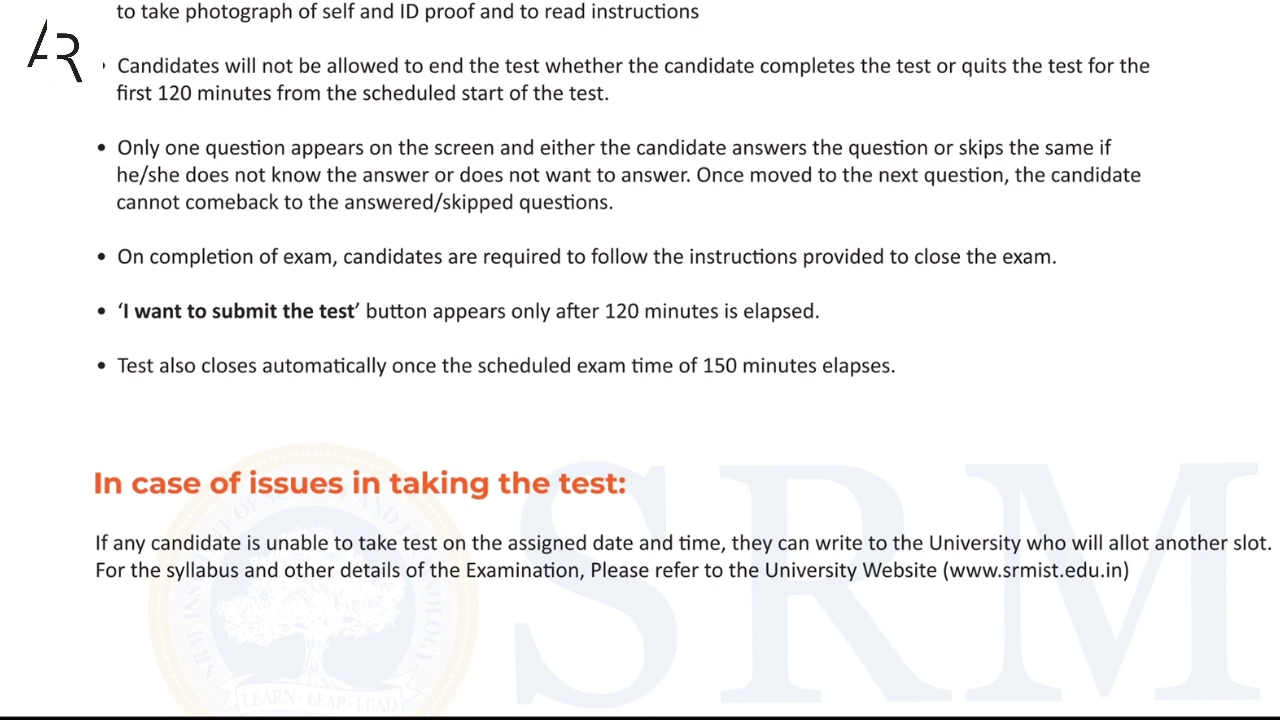 to take photograph of self and ID proof and to read instructions
AR
Candidates will not be allowed to end the test whether the candidate completes the test or quits the test for the
first 120 minutes from the scheduled start of the test.
• Only one question appears on the screen and either the candidate answers the question or skips the same if
he/she does not know the answer or does not want to answer. Once moved to the next question, the candidate
cannot comeback to the answered/skipped questions.
• On completion of exam, candidates are required to follow the instructions provided to close the exam.
• ‘I want to submit the test’ button appears only after 120 minutes is elapsed.
• Test also closes automatically once the scheduled exam time of 150 minutes elapses.
In case of issues in taking the test:
If any candidate is unable to take test on the assigned date and time, they can write to the University who will allot another slot.
For the syllabus and other details of the Examination, Please refer to the University Website (www.srmist.edu.in)
SRM
LEARN · LEAP · LEAD